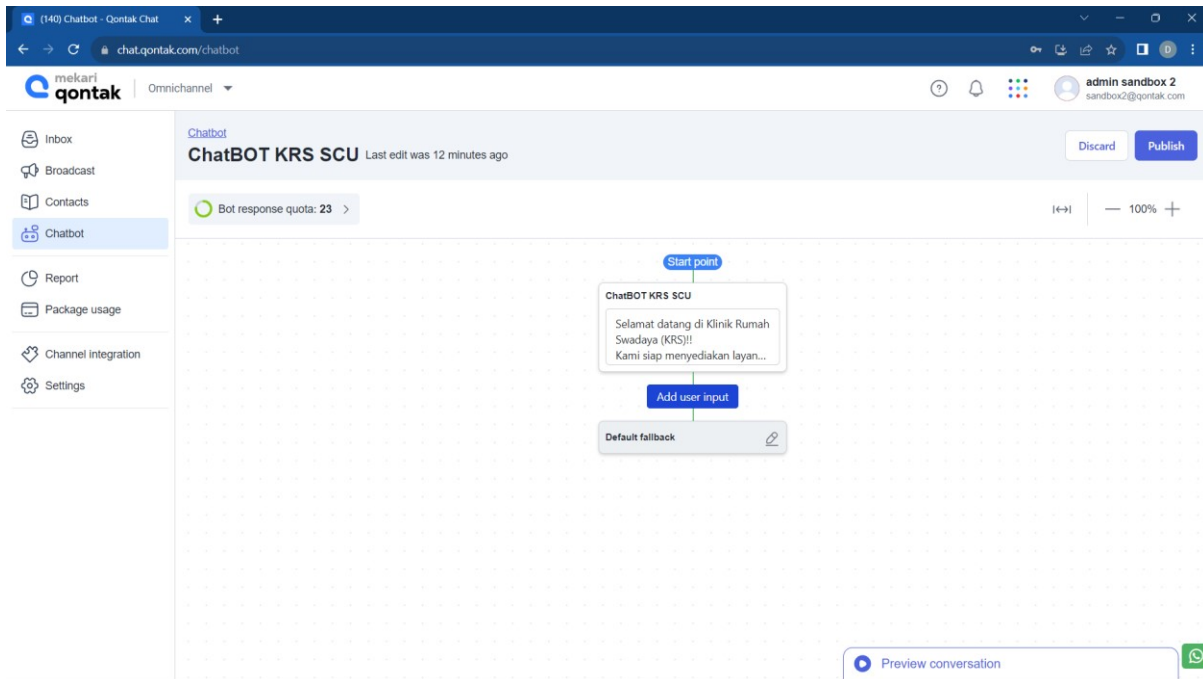 (140) Chatbot - Qontak Chat
chat.qontak.com/chatbot
mekari
qontak
Omnichannel
admin sandbox 2
sandbox2@qontak.com
D
Inbox
Broadcast
Contacts
Chatbot
Report
Package usage
Channel integration
Settings
Chatbot
ChatBOT KRS SCU Last edit was 12 minutes ago
Discard
Publish
Bot response quota: 23
100%
Start point
ChatBOT KRS SCU
Selamat datang di Klinik Rumah
Swadaya (KRS)!!
Kami siap menyediakan layan...
Add user input
Default fallback
Preview conversation